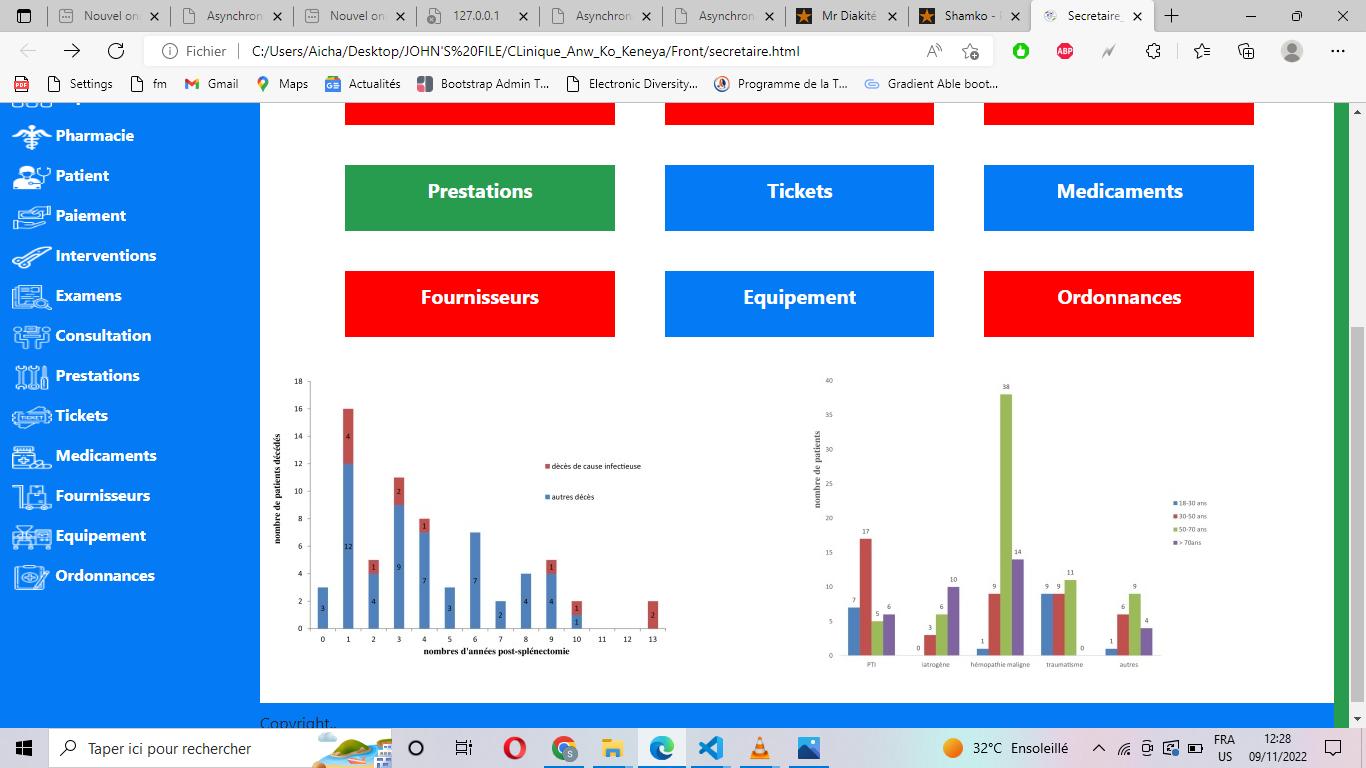 Nouvel on
Asynchron
Nouvel on
127.0.0.1
Asynchron
Asynchron
Mr Diakité
Shamko - 
Secretaire_
Fichier
C:/Users/Aicha/Desktop/JOHN'S%20FILE/CLinique_Anw_Ko_Keneya/Front/secretaire.html
ABP
PDF
Settings
fm
Gmail
Maps
Actualités
Bootstrap Admin T...
Electronic Diversity...
Programme de la T...
Gradient Able boot...
Pharmacie
Patient
Paiement
Interventions
Examens
Consultation
Prestations
TICKET
Tickets
Medicaments
Fournisseurs
Equipement
Ordonnances
Prestations
Tickets
Medicaments
Fournisseurs
Equipement
Ordonnances
nombre de patients décédés
18
16
14
12
10
8
6
4
2
0
3
4
12
1
4
2
9
1
7
3
7
2
4
1
4
1
1
2
décès de cause infectieuse
autres décès
0 1 2 3 4 5 6 7 8 9 10 11 12 13
nombres d'années post-splénectomie
nombre de patients
40
35
30
25
20
15
10
5
0
7 17 5 6
0 3 6 10
1 9 38 14
9 9 11 0
1 6 9 4
18-30 ans
30-50 ans
50-70 ans
> 70ans
PTI iatrogène hémopathie maligne traumatisme autres
Copyright..
Taper ici pour rechercher
S
32°C Ensoleillé
FRA
US
12:28
09/11/2022